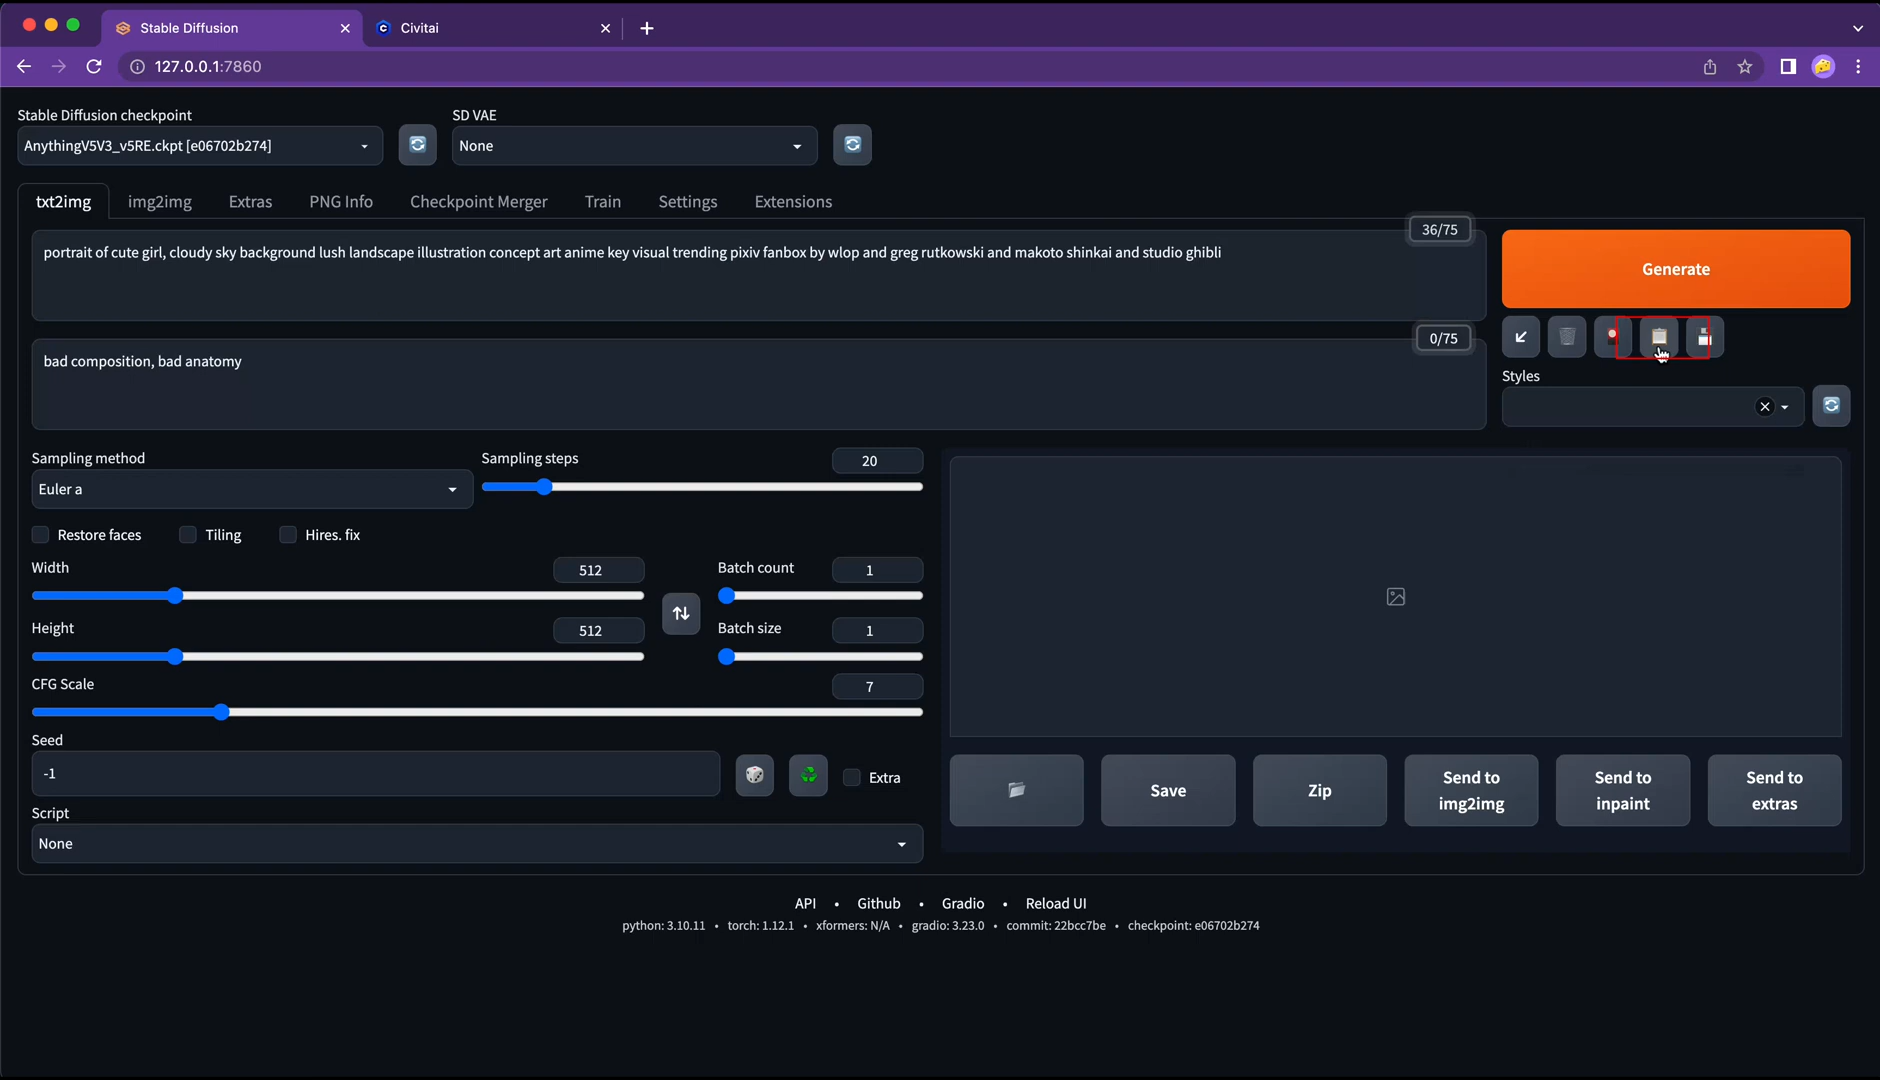 Stable Diffusion
Civitai
127.0.0.1:7860
Stable Diffusion checkpoint
SD VAE
AnythingV5V3_v5RE.ckpt [e06702b274]
None
txt2img
img2img
Extras
PNG Info
Checkpoint Merger
Train
Settings
Extensions
36/75
portrait of cute girl, cloudy sky background lush landscape illustration concept art anime key visual trending pixiv fanbox by wlop and greg rutkowski and makoto shinkai and studio ghibli
Generate
0/75
bad composition, bad anatomy
Styles
Sampling method
Euler a
Sampling steps
20
Restore faces
Tiling
Hires. fix
Width
512
Batch count
1
Height
512
Batch size
1
CFG Scale
7
Seed
-1
Extra
Script
None
Save
Zip
Send to
img2img
Send to
inpaint
Send to
extras
API • Github • Gradio • Reload UI
python: 3.10.11 • torch: 1.12.1 • xformers: N/A • gradio: 3.23.0 • commit: 22bcc7be • checkpoint: e06702b274